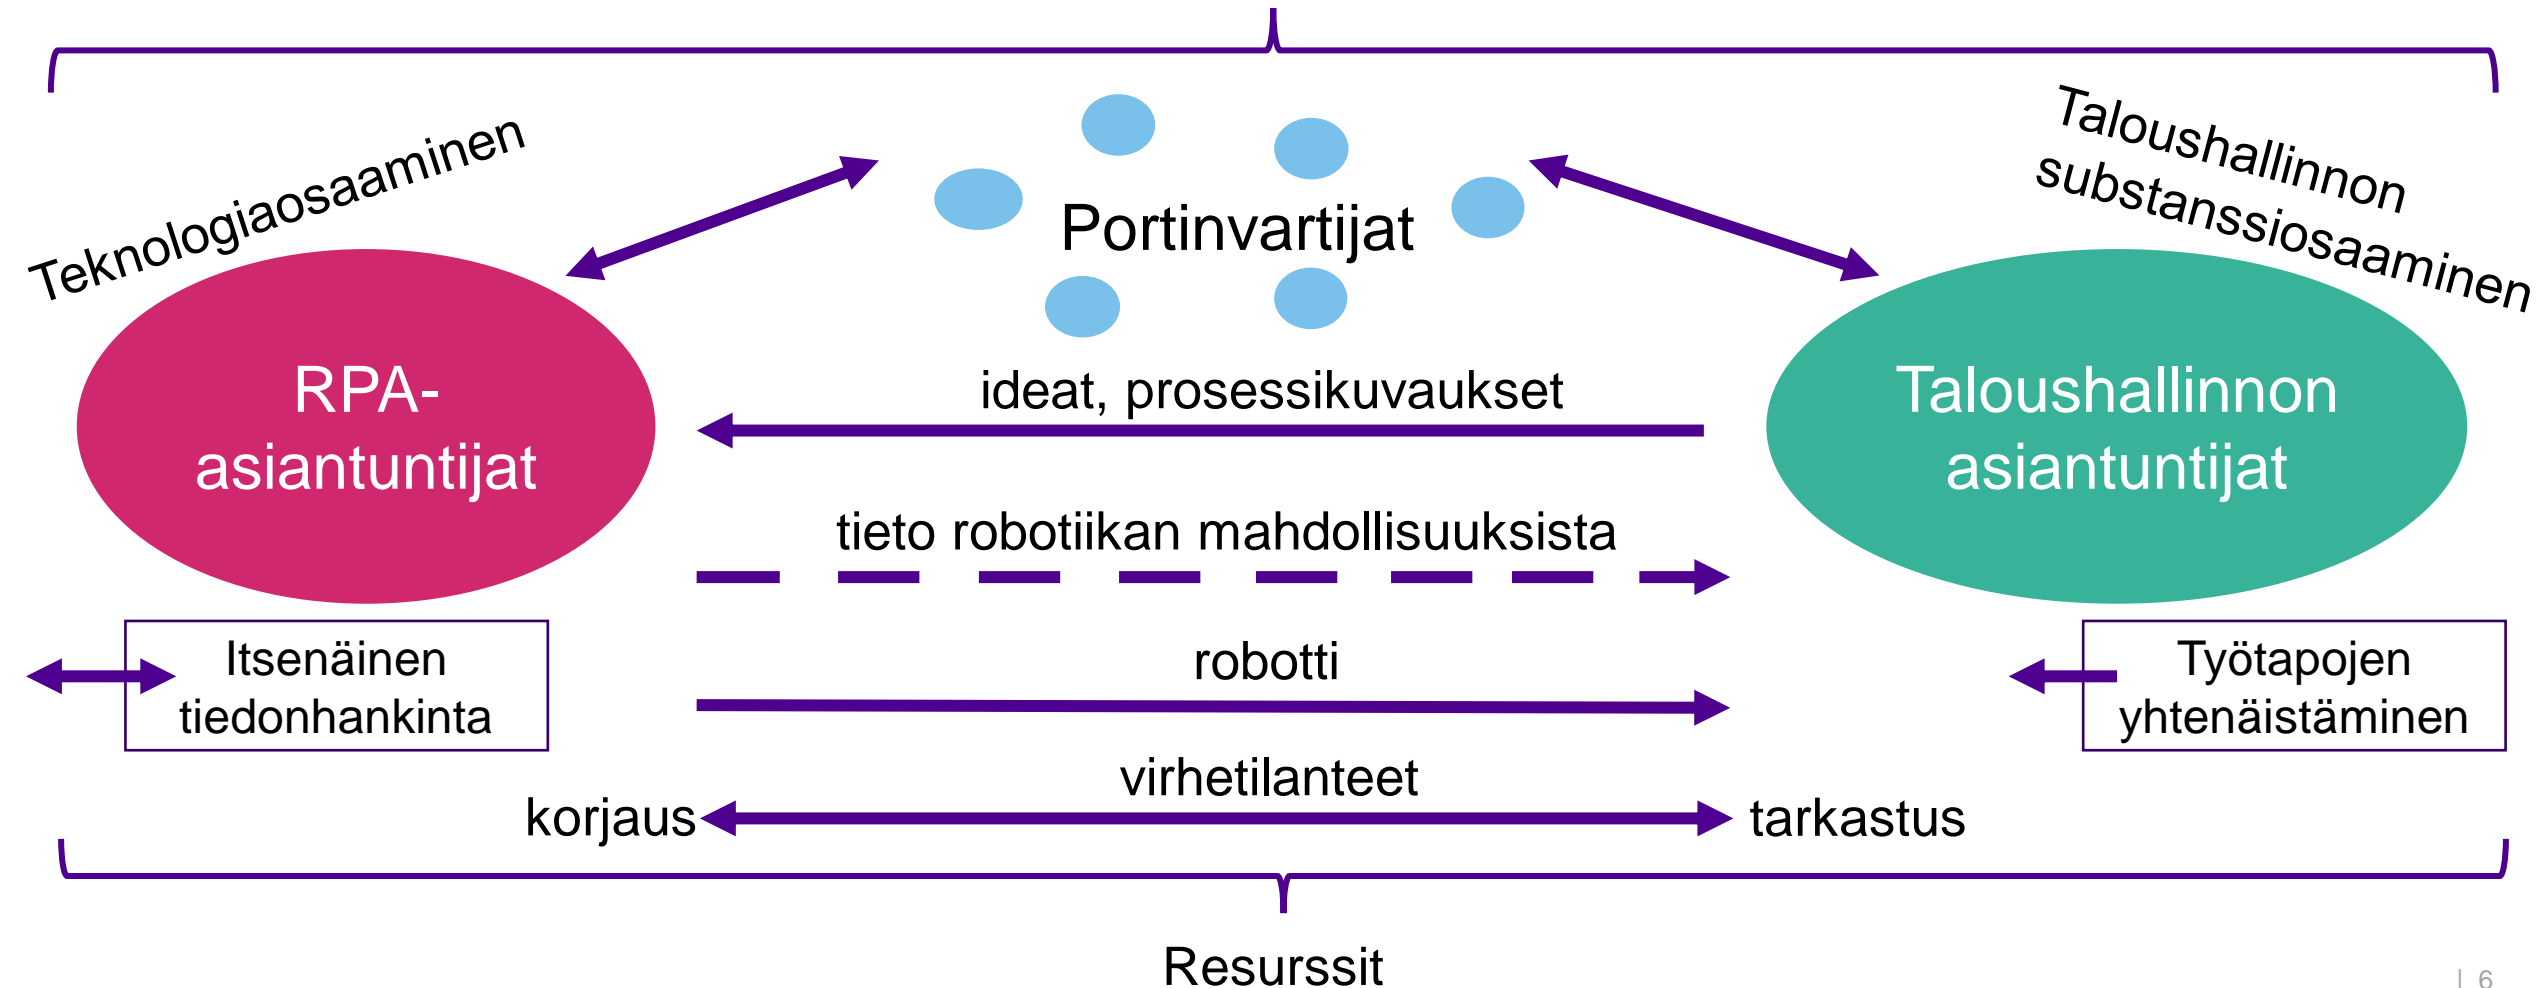 Teknologiaosaaminen
Taloushallinnon
substanssiosaaminen
Portinvartijat
RPA-
asiantuntijat
ideat, prosessikuvaukset
Taloushallinnon
asiantuntijat
tieto robotiikan mahdollisuuksista
Itsenäinen
tiedonhankinta
robotti
Työtapojen
yhtenäistäminen
virhetilanteet
korjaus
tarkastus
Resurssit
| 6